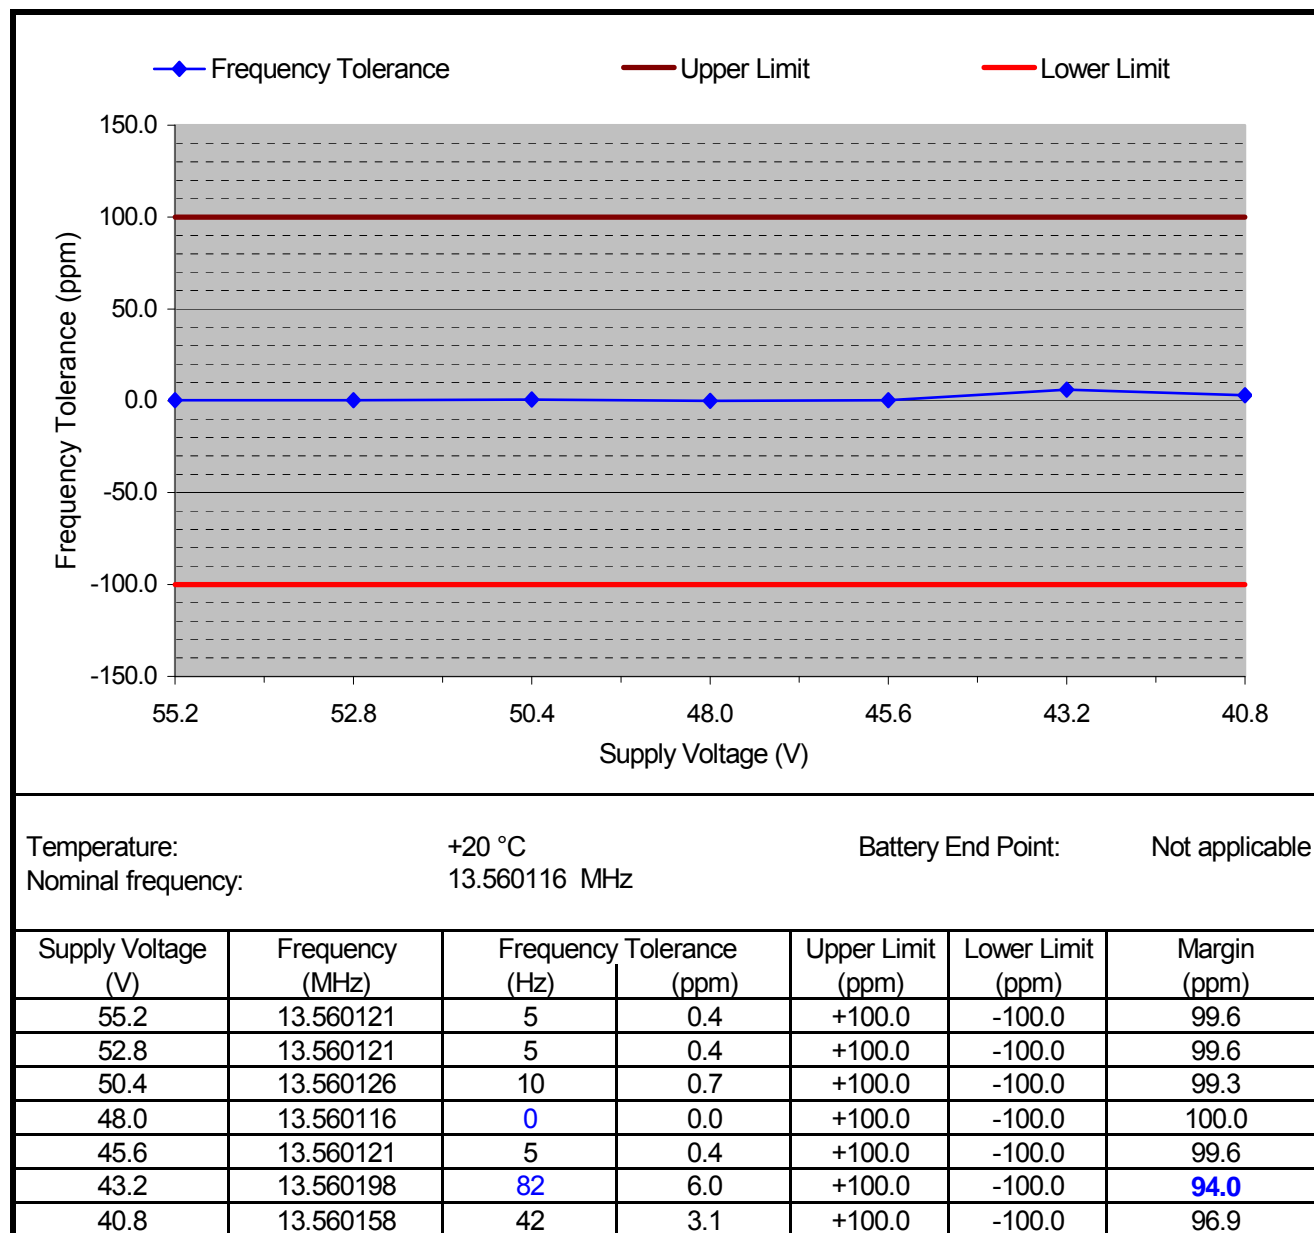 Frequency Tolerance Upper Limit Lower Limit
150.0
100.0
50.0
0.0
-50.0
-100.0
-150.0
Frequency Tolerance (ppm)
55.2 52.8 50.4 48.0 45.6 43.2 40.8
Supply Voltage (V)
Temperature: +20 °C Battery End Point: Not applicable
Nominal frequency: 13.560116 MHz
Supply Voltage Frequency Frequency Tolerance Upper Limit Lower Limit Margin
(V) (MHz) (Hz) (ppm) (ppm) (ppm) (ppm)
55.2 13.560121 5 0.4 +100.0 -100.0 99.6
52.8 13.560121 5 0.4 +100.0 -100.0 99.6
50.4 13.560126 10 0.7 +100.0 -100.0 99.3
48.0 13.560116 0 0.0 +100.0 -100.0 100.0
45.6 13.560121 5 0.4 +100.0 -100.0 99.6
43.2 13.560198 82 6.0 +100.0 -100.0 94.0
40.8 13.560158 42 3.1 +100.0 -100.0 96.9